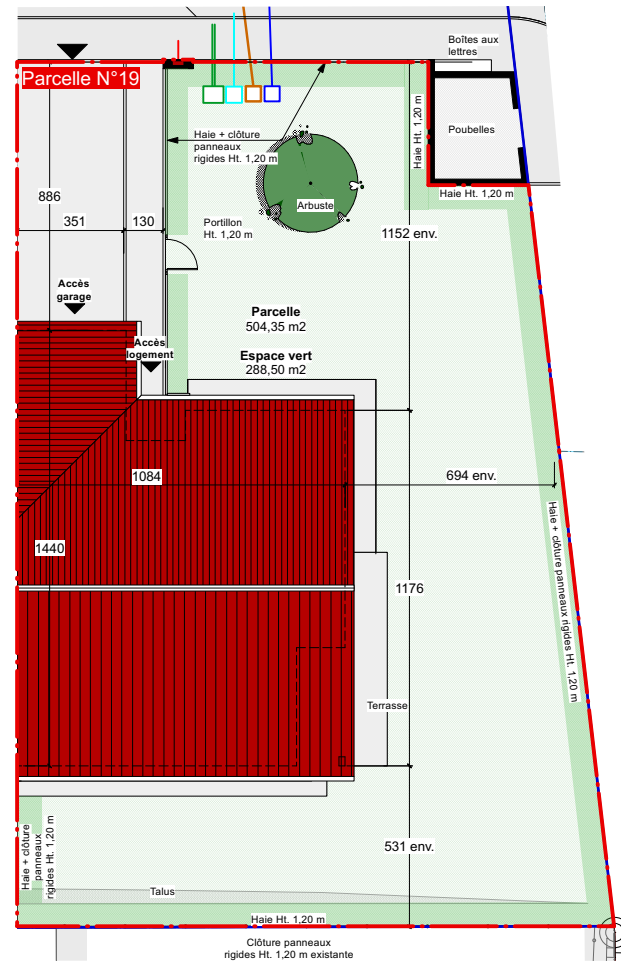 Boîtes aux
lettres
Parcelle N°19
Poubelles
Haie Ht. 1,20 m
Haie + clôture
panneaux
rigides Ht. 1,20 m
886
Haie Ht. 1,20 m
Arbuste
351
130
Portillon
Ht. 1,20 m
1152 env.
Accès
garage
Parcelle
504,35 m2
Accès
logement
Espace vert
288,50 m2
1084
694 env.
Haie + clôture panneaux rigides Ht. 1,20 m
1440
1176
Terrasse
Haie + clôture
panneaux
rigides Ht. 1,20 m
531 env.
Talus
Haie Ht. 1,20 m
Clôture panneaux
rigides Ht. 1,20 m existante